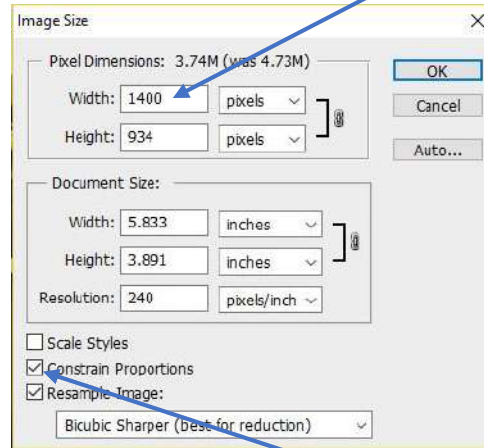 Image Size
Pixel Dimensions: 3.74M (was 4.73M)
Width: 1400 pixels
Height: 934 pixels
OK
Cancel
Auto...
Document Size:
Width: 5.833 inches
Height: 3.891 inches
Resolution: 240 pixels/inch
Scale Styles
Constrain Proportions
Resample Image:
Bicubic Sharper (best for reduction)